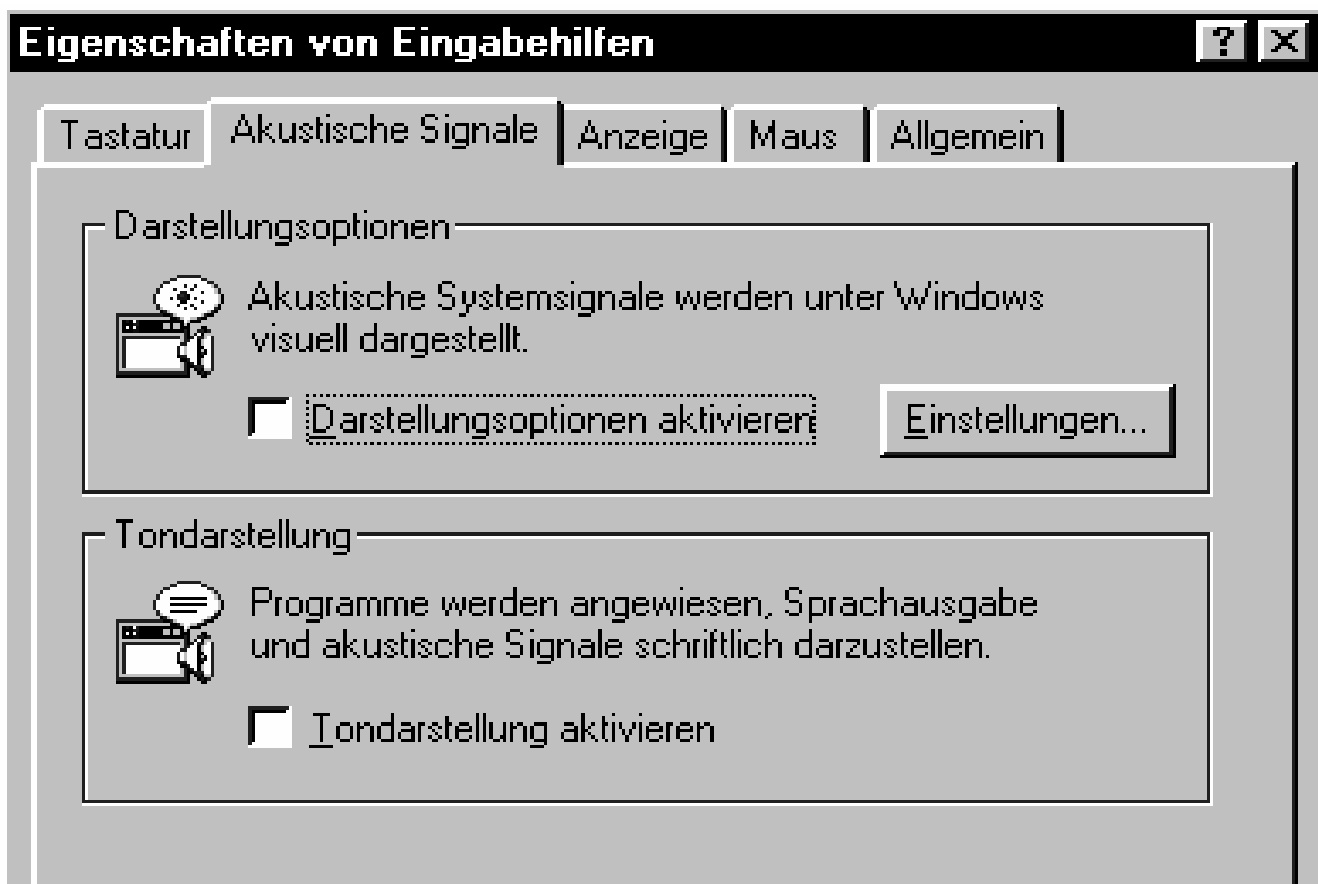 Eigenschaften von Eingabehilfen
Tastatur Akustische Signale Anzeige Maus Allgemein
Darstellungsoptionen
Akustische Systemsignale werden unter Windows
visuell dargestellt.
Darstellungsoptionen aktivieren Einstellungen...
Tondarstellung
Programme werden angewiesen, Sprachausgabe
und akustische Signale schriftlich darzustellen.
Tondarstellung aktivieren